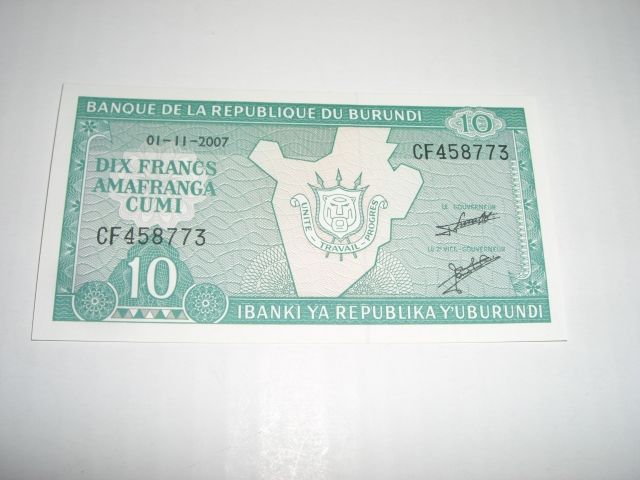 BANQUE DE LA REPUBLIQUE DU BURUNDI
10
01-11-2007
CF458773
DIX FRANCS
AMAFRANGA
CUMI
UNITE - TRAVAIL - PROGRES
LE GOUVERNEUR
CF458773
LE 2e VICE-GOUVERNEUR
10
IBANKI YA REPUBLIKA Y'UBURUNDI